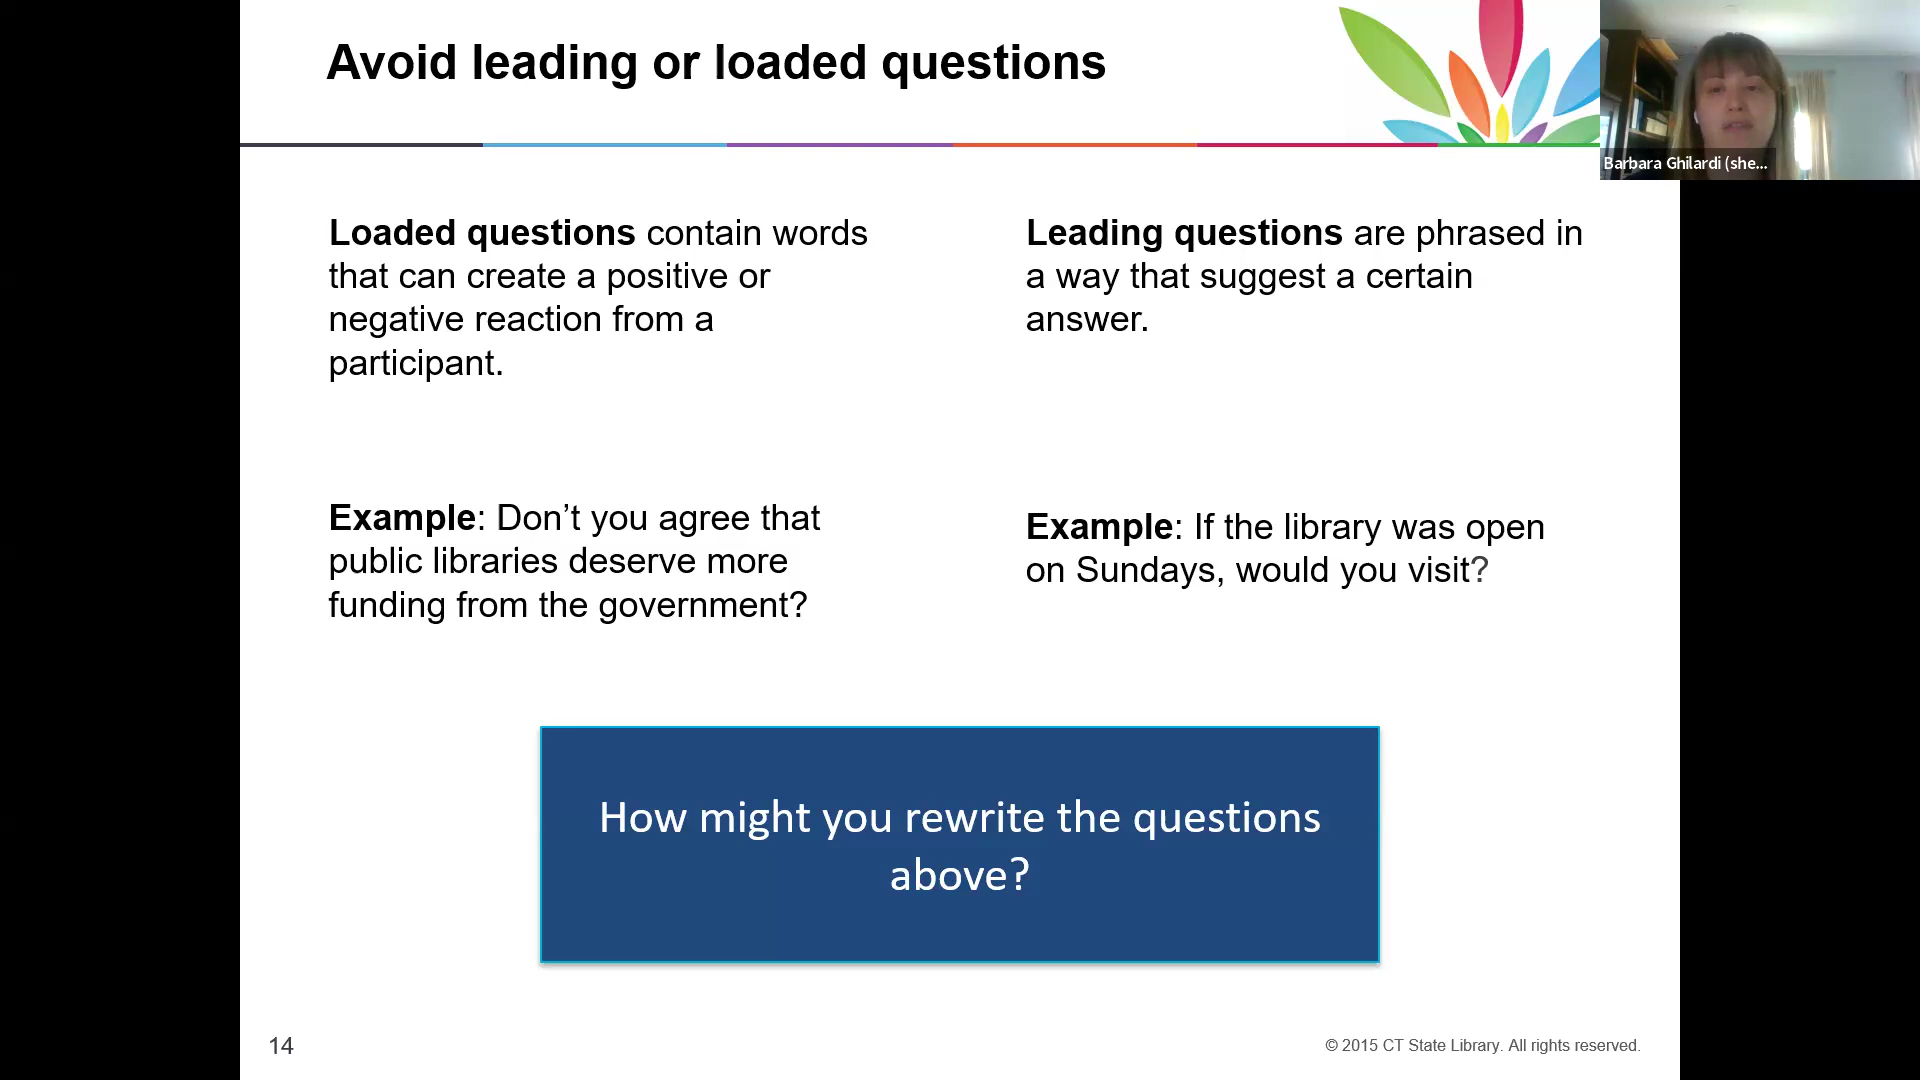 Avoid leading or loaded questions
Barbara Ghilardi (she...
Loaded questions contain words
that can create a positive or
negative reaction from a
participant.
Leading questions are phrased in
a way that suggest a certain
answer.
Example: Don’t you agree that
public libraries deserve more
funding from the government?
Example: If the library was open
on Sundays, would you visit?
How might you rewrite the questions
above?
14
© 2015 CT State Library. All rights reserved.